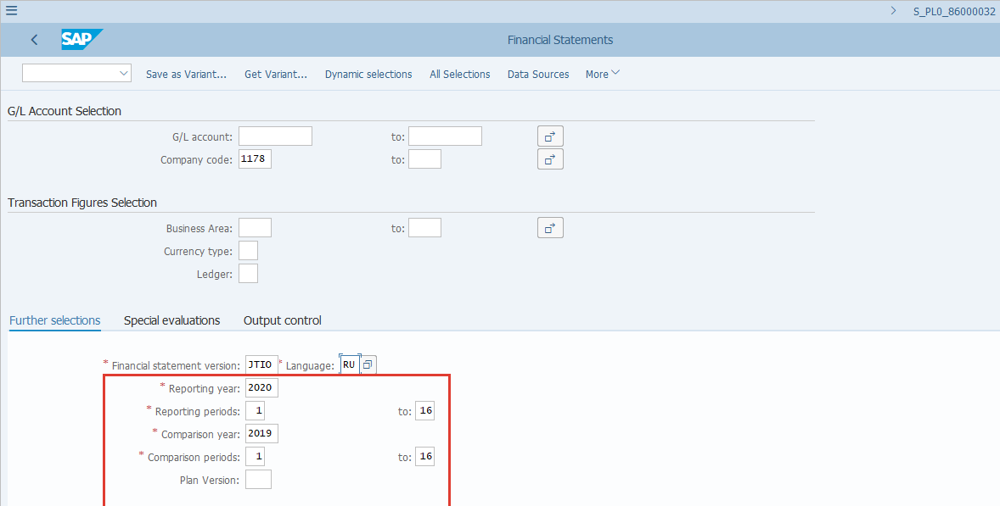 S_PL0_86000032
SAP Financial Statements
Save as Variant... Get Variant... Dynamic selections All Selections Data Sources More
G/L Account Selection
G/L account: to:
Company code: 1178 to:
Transaction Figures Selection
Business Area: to:
Currency type:
Ledger:
Further selections Special evaluations Output control
* Financial statement version: JTIO * Language: RU
* Reporting year: 2020
* Reporting periods: 1 to: 16
* Comparison year: 2019
* Comparison periods: 1 to: 16
Plan Version: